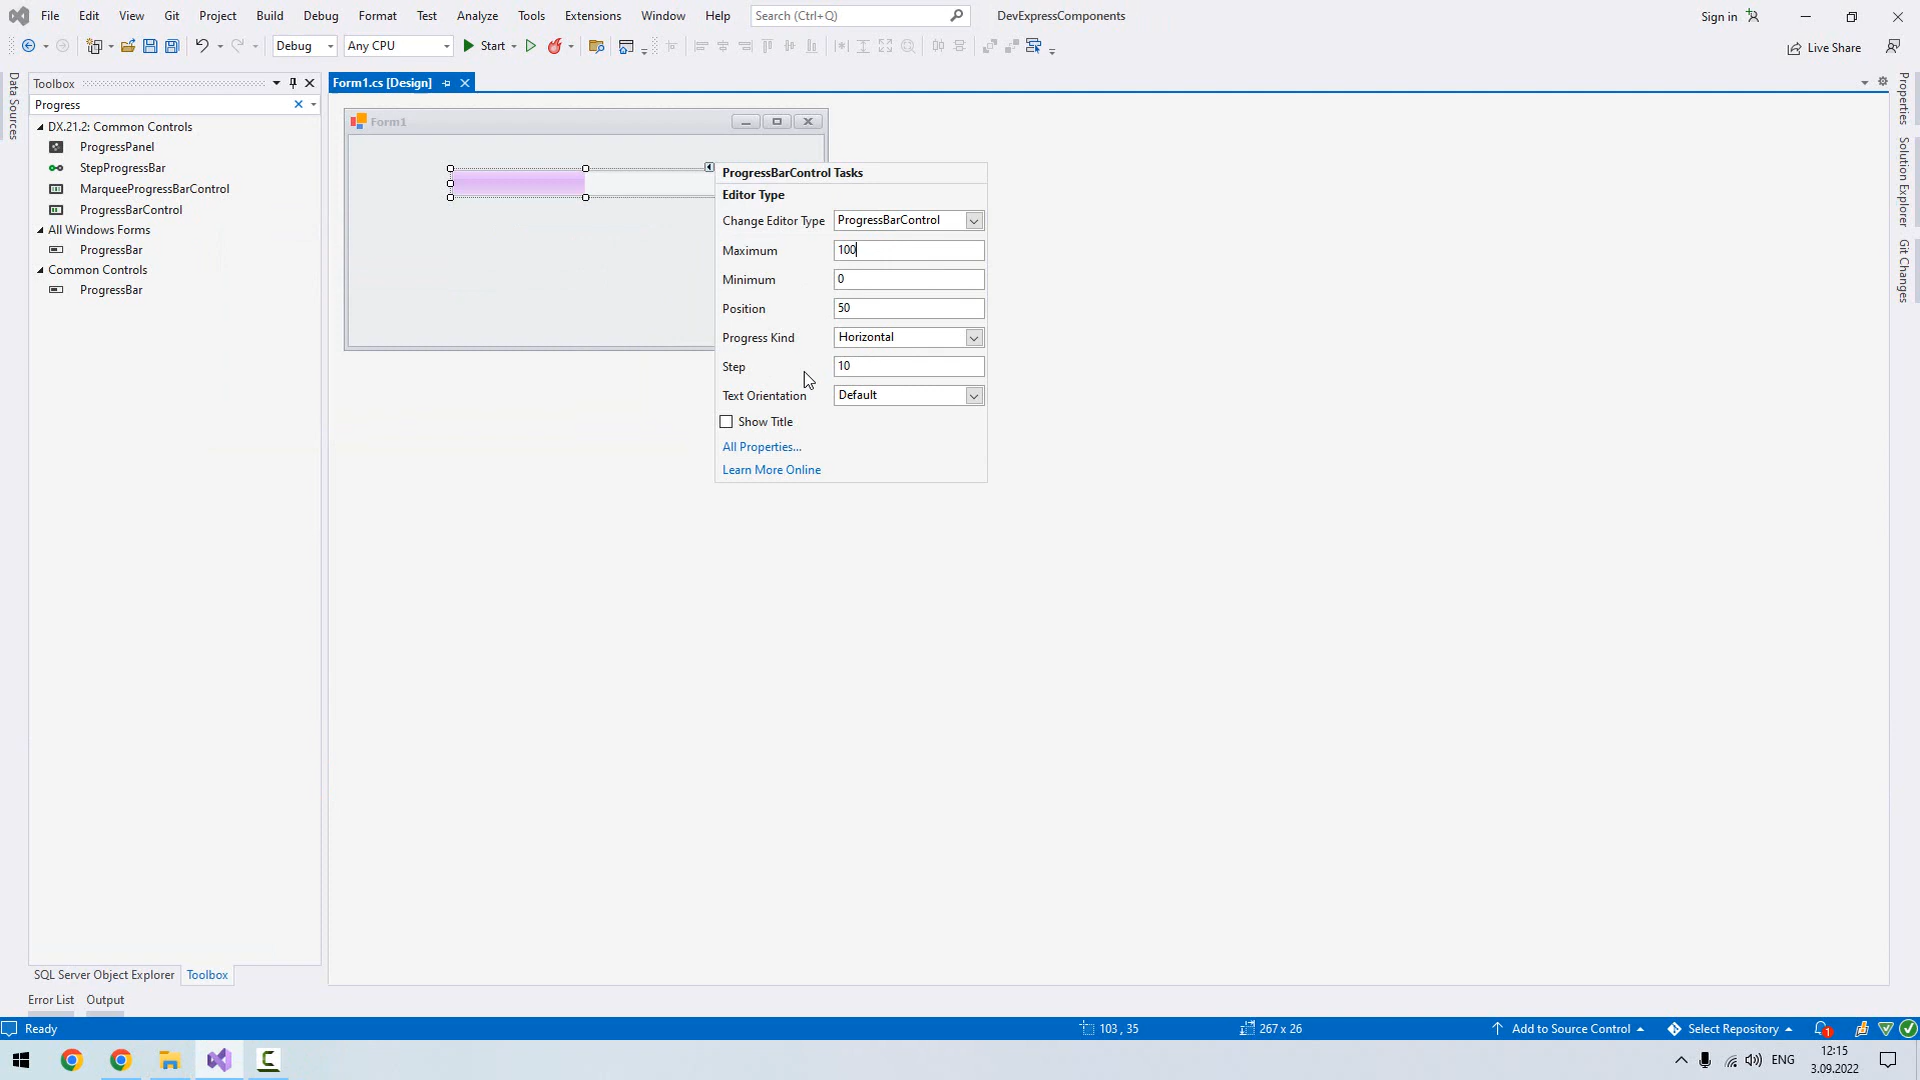 File Edit View Git Project Build Debug Format Test Analyze Tools Extensions Window Help Search (Ctrl+Q) DevExpressComponents Sign in
Debug Any CPU Start Live Share
Data Sources
Toolbox
Progress
DX.21.2: Common Controls
ProgressPanel
StepProgressBar
MarqueeProgressBarControl
ProgressBarControl
All Windows Forms
ProgressBar
Common Controls
ProgressBar
SQL Server Object Explorer Toolbox
Form1.cs [Design]
Form1
ProgressBarControl Tasks
Editor Type
Change Editor Type ProgressBarControl
Maximum 100
Minimum 0
Position 50
Progress Kind Horizontal
Step 10
Text Orientation Default
Show Title
All Properties...
Learn More Online
Properties
Solution Explorer
Git Changes
Error List Output
Ready 103 , 35 267 x 26 Add to Source Control Select Repository 1
ENG 12:15
3.09.2022